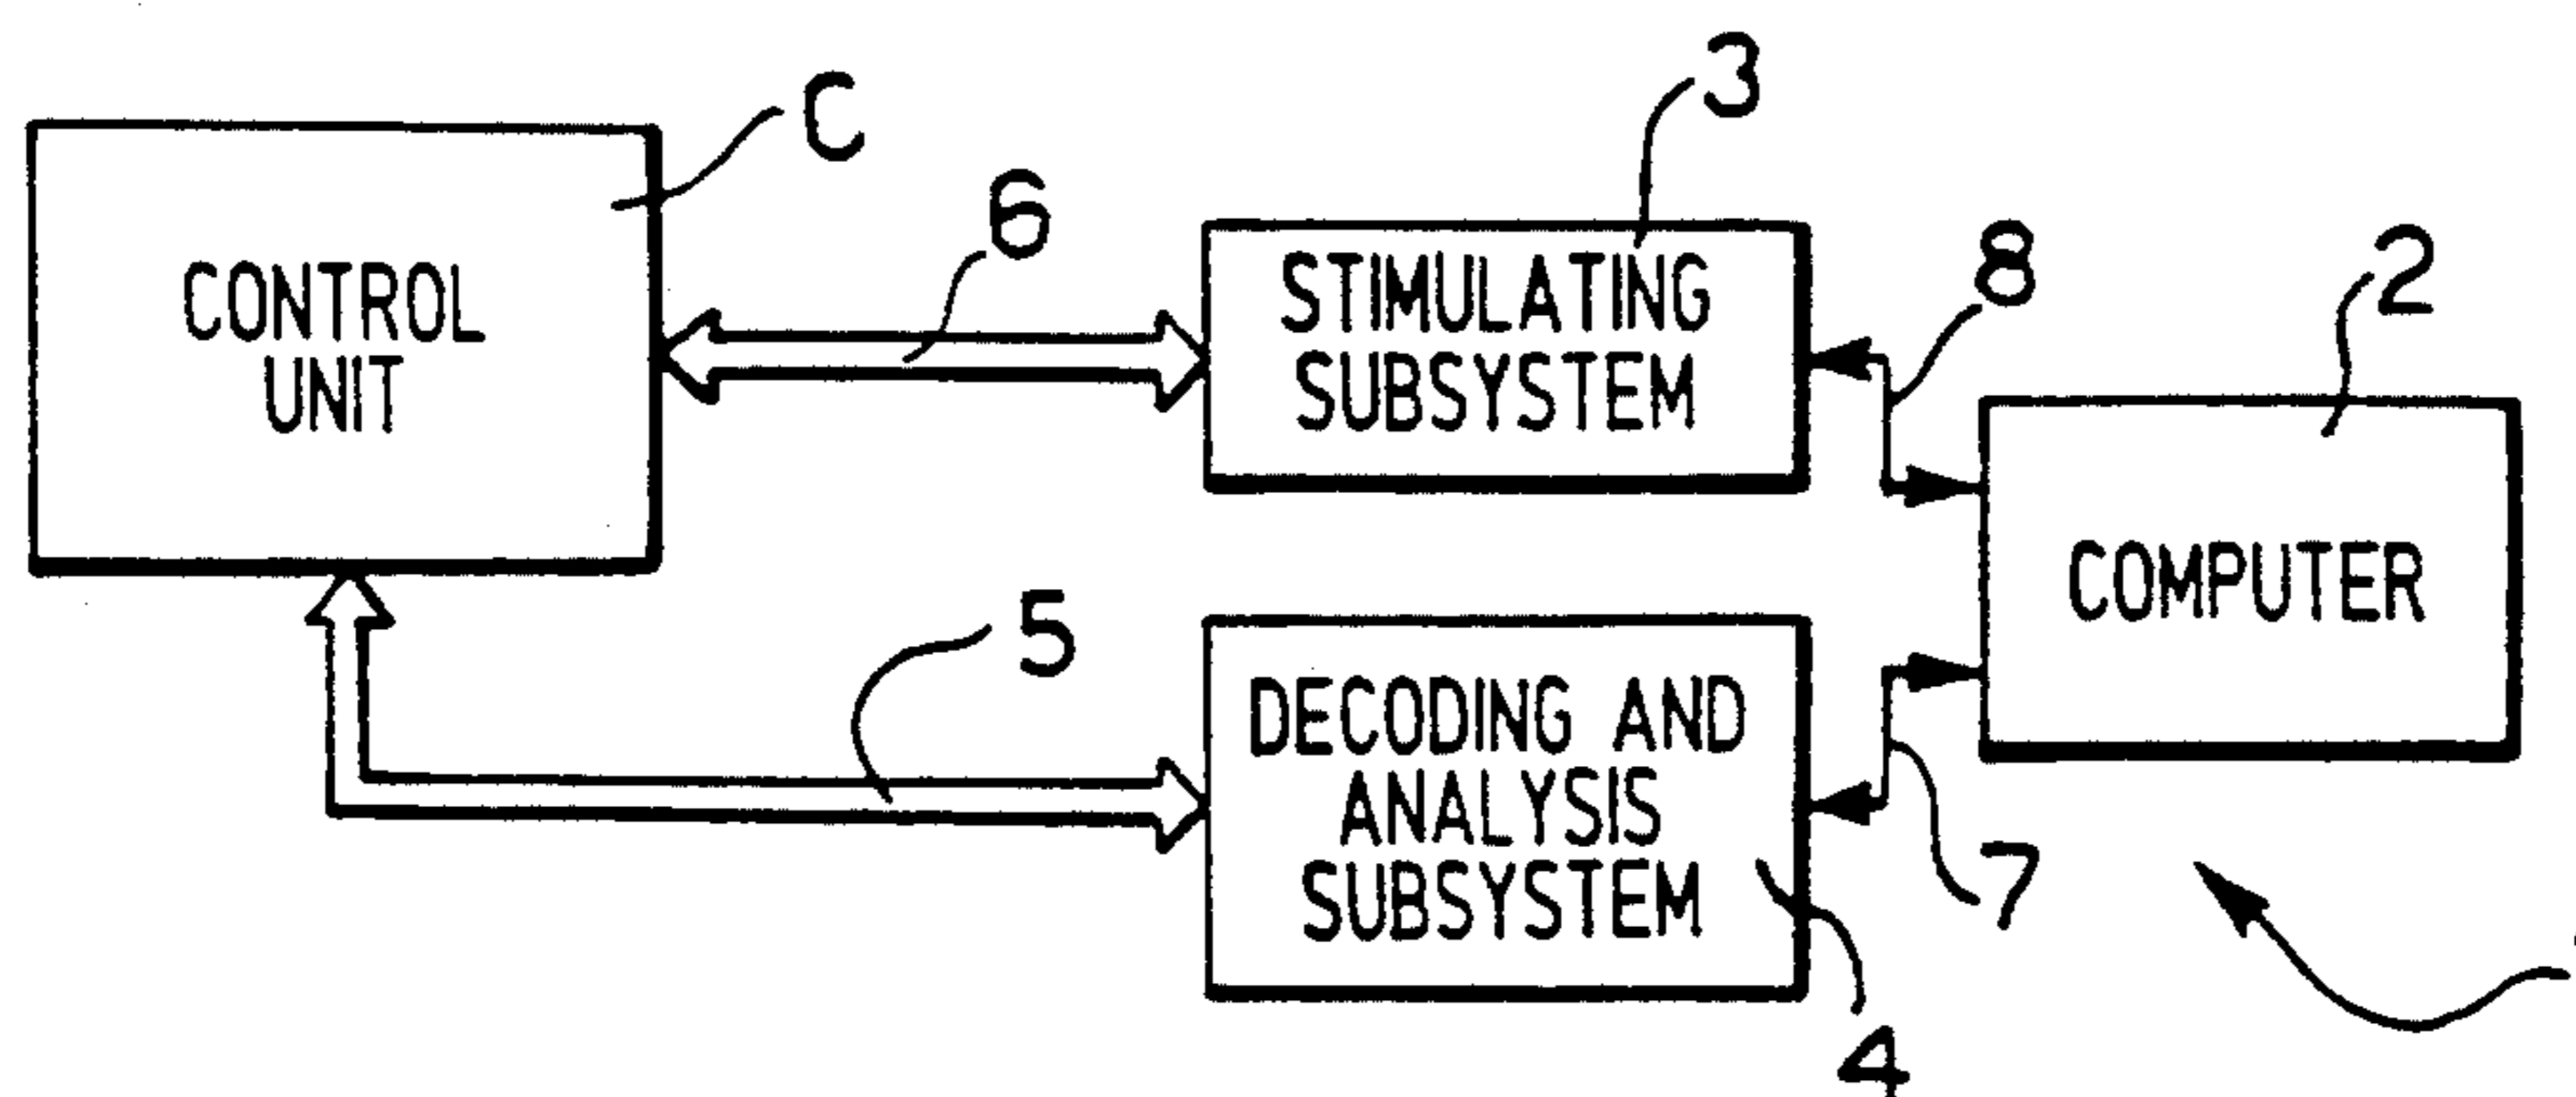 C
3
6
8
2
CONTROL
UNIT
STIMULATING
SUBSYSTEM
COMPUTER
5
DECODING AND
ANALYSIS
SUBSYSTEM
7
4